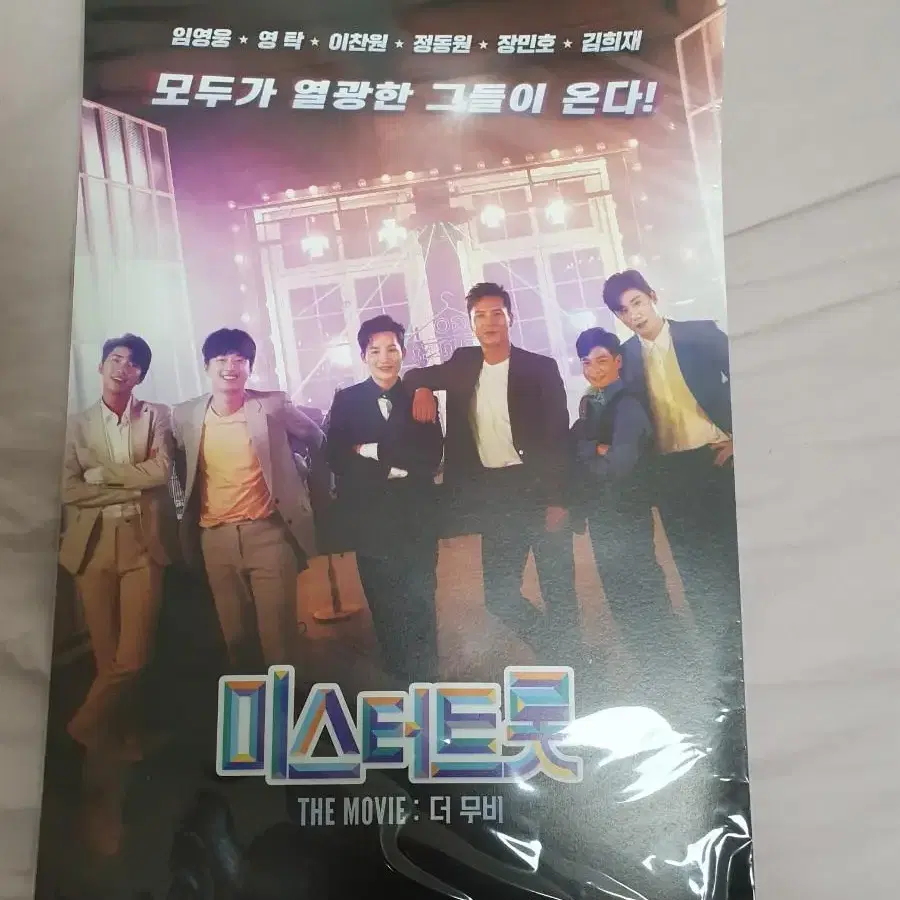 임영웅 ★ 영탁 ★ 이찬원 ★ 정동원 ★ 장민호 ★ 김희재
모두가 열광한 그들이 온다!
미스터트롯
THE MOVIE : 더 무비